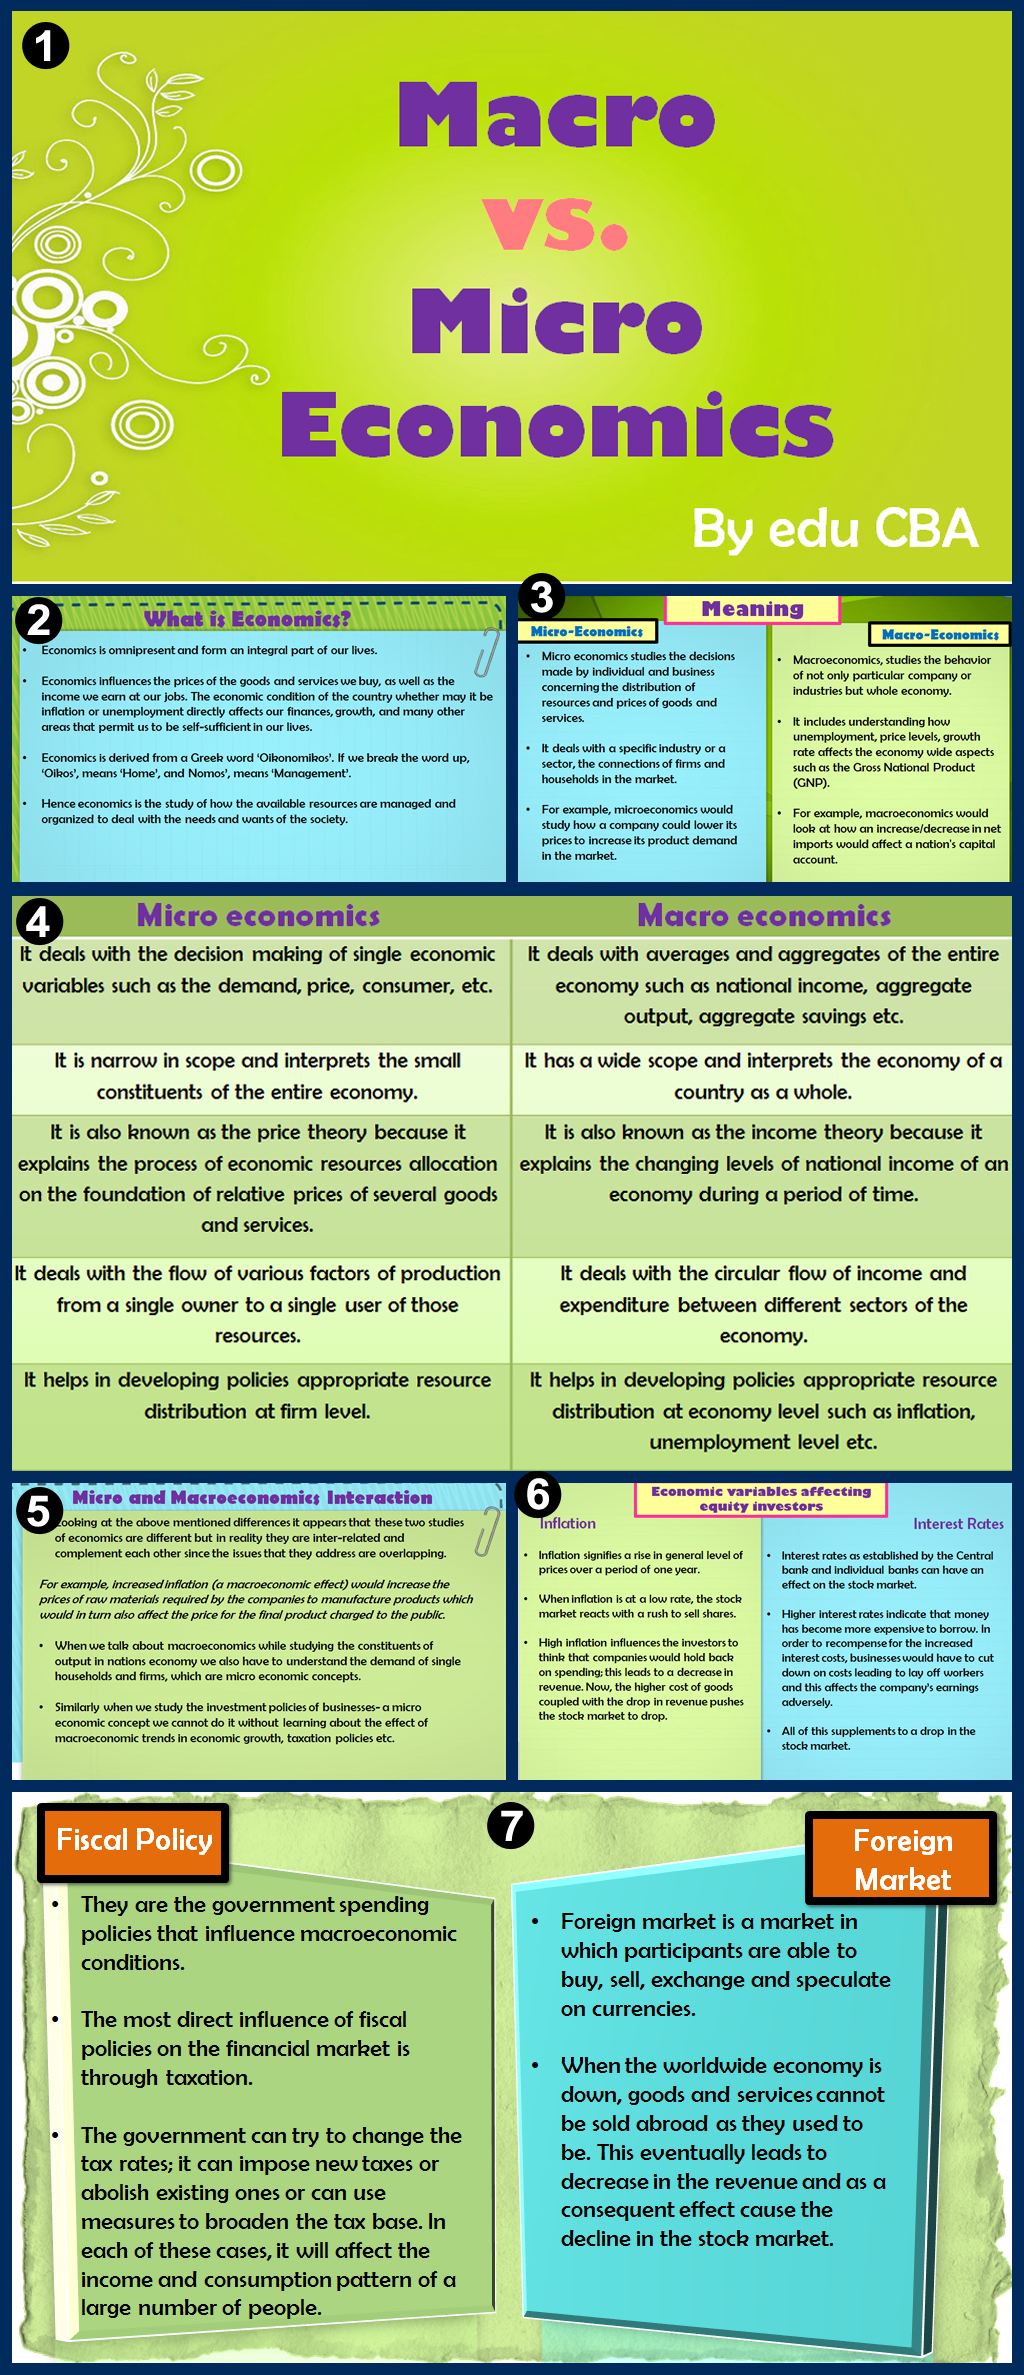 1
Macro
vs.
Micro
Economics
By edu CBA
2
What is Economics?
• Economics is omnipresent and form an integral part of our lives.
• Economics influences the prices of the goods and services we buy, as well as the
income we earn at our jobs. The economic condition of the country whether may it be
inflation or unemployment directly affects our finances, growth, and many other
areas that permit us to be self-sufficient in our lives.
• Economics is derived from a Greek word ‘Oikonomikos’. If we break the word up,
‘Oikos’, means ‘Home’, and Nomos’, means ‘Management’.
• Hence economics is the study of how the available resources are managed and
organized to deal with the needs and wants of the society.
3
Meaning
Micro-Economics
• Micro economics studies the decisions
made by individual and business
concerning the distribution of
resources and prices of goods and
services.
• It deals with a specific industry or a
sector, the connections of firms and
households in the market.
• For example, microeconomics would
study how a company could lower its
prices to increase its product demand
in the market.
Macro-Economics
• Macroeconomics, studies the behavior
of not only particular company or
industries but whole economy.
• It includes understanding how
unemployment, price levels, growth
rate affects the economy wide aspects
such as the Gross National Product
(GNP).
• For example, macroeconomics would
look at how an increase/decrease in net
imports would affect a nation's capital
account.
4
Micro economics
Macro economics
It deals with the decision making of single economic
variables such as the demand, price, consumer, etc.
It deals with averages and aggregates of the entire
economy such as national income, aggregate
output, aggregate savings etc.
It is narrow in scope and interprets the small
constituents of the entire economy.
It has a wide scope and interprets the economy of a
country as a whole.
It is also known as the price theory because it
explains the process of economic resources allocation
on the foundation of relative prices of several goods
and services.
It is also known as the income theory because it
explains the changing levels of national income of an
economy during a period of time.
It deals with the flow of various factors of production
from a single owner to a single user of those
resources.
It deals with the circular flow of income and
expenditure between different sectors of the
economy.
It helps in developing policies appropriate resource
distribution at firm level.
It helps in developing policies appropriate resource
distribution at economy level such as inflation,
unemployment level etc.
5
Micro and Macroeconomics Interaction
Looking at the above mentioned differences it appears that these two studies
of economics are different but in reality they are inter-related and
complement each other since the issues that they address are overlapping.
For example, increased inflation (a macroeconomic effect) would increase the
prices of raw materials required by the companies to manufacture products which
would in turn also affect the price for the final product charged to the public.
• When we talk about macroeconomics while studying the constituents of
output in nations economy we also have to understand the demand of single
households and firms, which are micro economic concepts.
• Similarly when we study the investment policies of businesses- a micro
economic concept we cannot do it without learning about the effect of
macroeconomic trends in economic growth, taxation policies etc.
6
Economic variables affecting
equity investors
Inflation
• Inflation signifies a rise in general level of
prices over a period of one year.
• When inflation is at a low rate, the stock
market reacts with a rush to sell shares.
• High inflation influences the investors to
think that companies would hold back
on spending; this leads to a decrease in
revenue. Now, the higher cost of goods
coupled with the drop in revenue pushes
the stock market to drop.
Interest Rates
• Interest rates as established by the Central
bank and individual banks can have an
effect on the stock market.
• Higher interest rates indicate that money
has become more expensive to borrow. In
order to recompense for the increased
interest costs, businesses would have to cut
down on costs leading to lay off workers
and this affects the company's earnings
adversely.
• All of this supplements to a drop in the
stock market.
7
Fiscal Policy
• They are the government spending
policies that influence macroeconomic
conditions.
• The most direct influence of fiscal
policies on the financial market is
through taxation.
• The government can try to change the
tax rates; it can impose new taxes or
abolish existing ones or can use
measures to broaden the tax base. In
each of these cases, it will affect the
income and consumption pattern of a
large number of people.
Foreign
Market
• Foreign market is a market in
which participants are able to
buy, sell, exchange and speculate
on currencies.
• When the worldwide economy is
down, goods and services cannot
be sold abroad as they used to
be. This eventually leads to
decrease in the revenue and as a
consequent effect cause the
decline in the stock market.